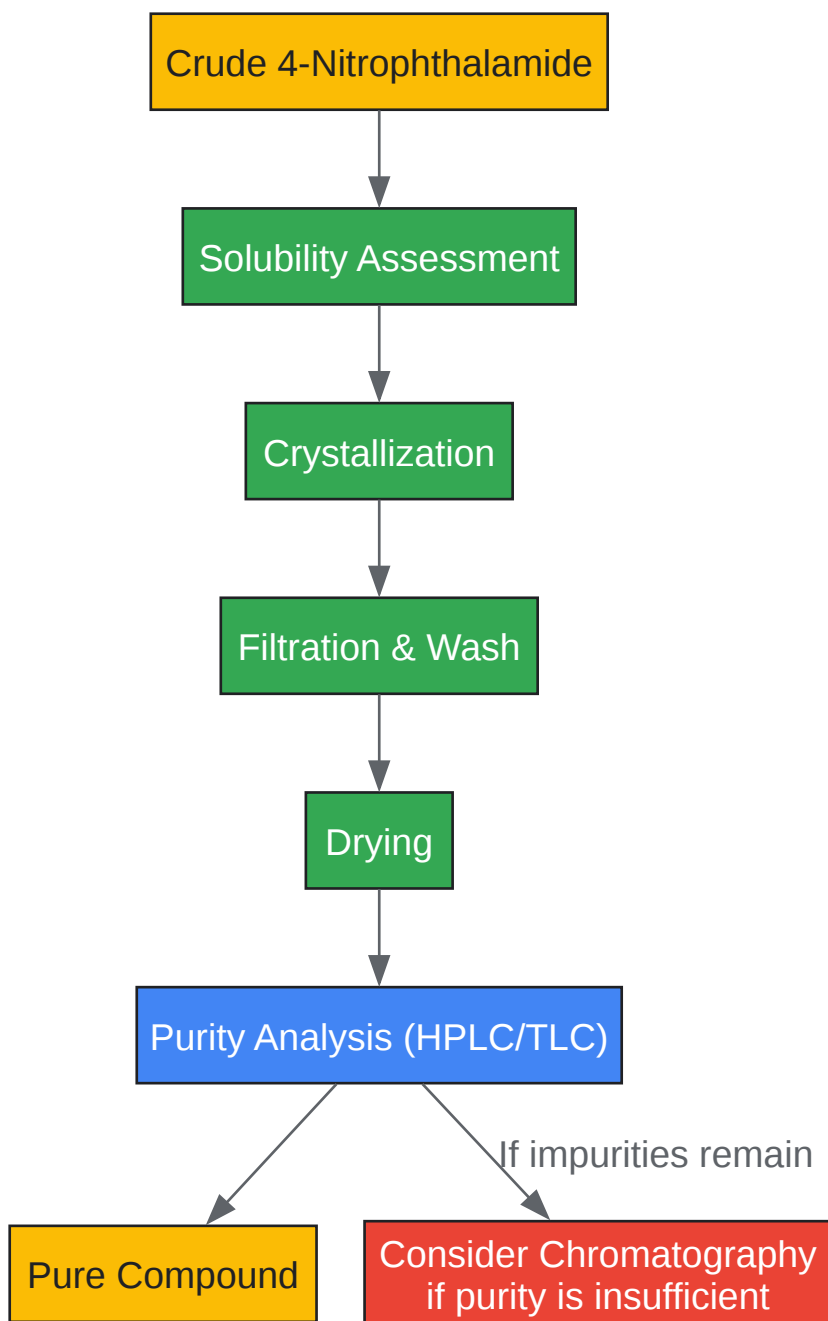 Crude 4-Nitrophthalamide
Solubility Assessment
Crystallization
Filtration & Wash
Drying
Purity Analysis (HPLC/TLC)
If impurities remain
Pure Compound
Consider Chromatography
if purity is insufficient